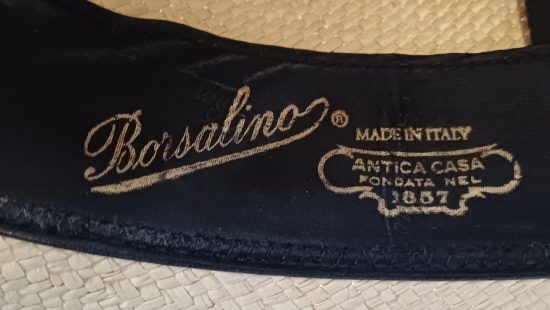 Borsalino®
MADE IN ITALY
ANTICA CASA
FONDATA NEL
1857